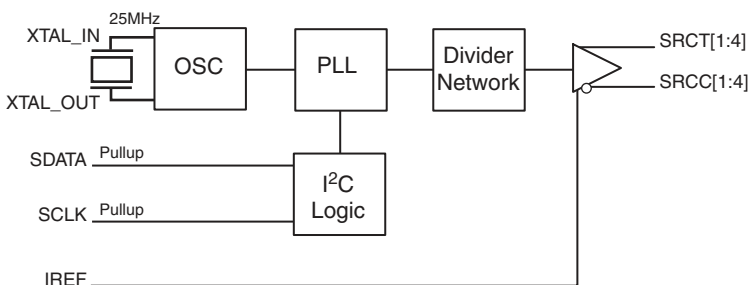 25MHz
XTAL_IN
OSC
PLL
Divider
Network
SRCT[1:4]
SRCC[1:4]
XTAL_OUT
SDATA
Pullup
I²C
Logic
SCLK
Pullup
IREF